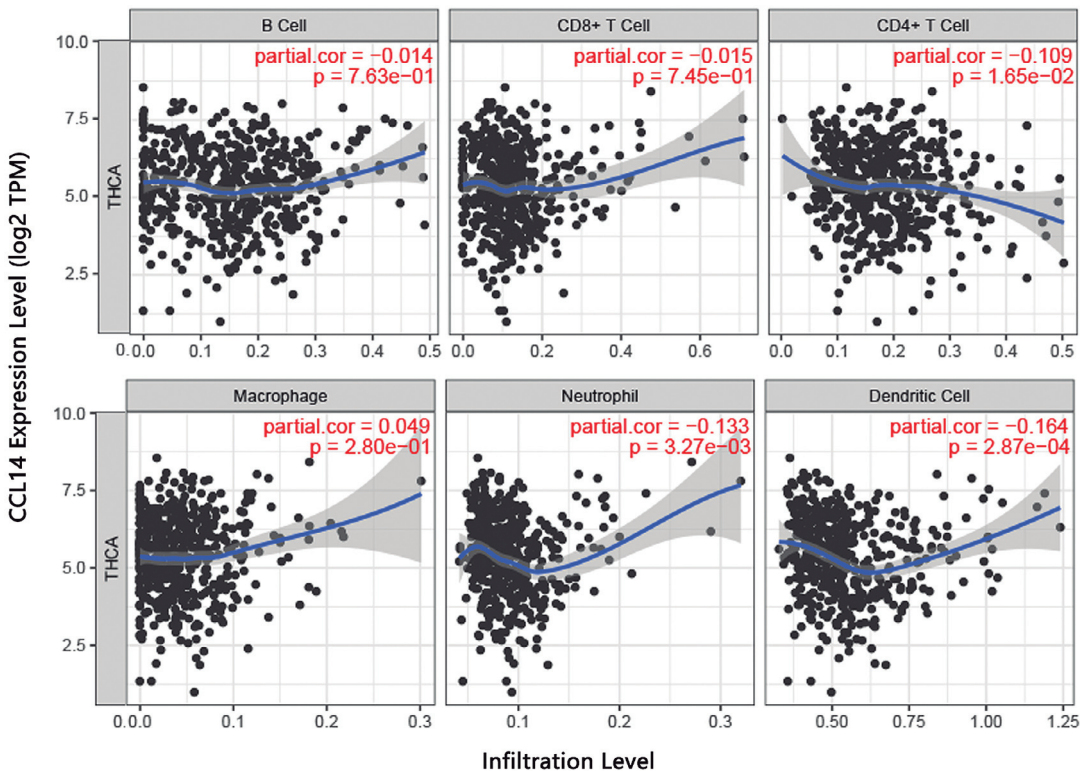 B Cell
CD8+ T Cell
CD4+ T Cell
partial.cor = −0.014
p = 7.63e−01
partial.cor = −0.015
p = 7.45e−01
partial.cor = −0.109
p = 1.65e−02
10.0
7.5
5.0
2.5
0.
THCA
0.0 0.1 0.2 0.3 0.4 0.5
0.0 0.2 0.4 0.6
0.0 0.1 0.2 0.3 0.4 0.5
CCL14 Expression Level (log2 TPM)
Macrophage
Neutrophil
Dendritic Cell
partial.cor = 0.049
p = 2.80e−01
partial.cor = −0.133
p = 3.27e−03
partial.cor = −0.164
p = 2.87e−04
10.0
7.5
5.0
2.5
THCA
0.0 0.1 0.2 0.3
0.1 0.2 0.3
0.50 0.75 1.00 1.25
0.
Infiltration Level